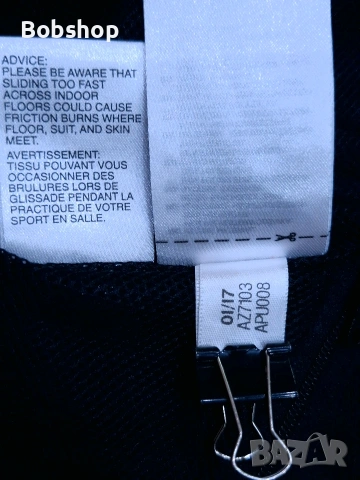 Bobshop
ADVICE:
PLEASE BE AWARE THAT
SLIDING TOO FAST
ACROSS INDOOR
FLOORS COULD CAUSE
FRICTION BURNS WHERE
FLOOR, SUIT, AND SKIN
MEET.
AVERTISSEMENT:
TISSU POUVANT VOUS
OCCASIONNER DES
BRULURES LORS DE
GLISSADE PENDANT LA
PRACTIQUE DE VOTRE
SPORT EN SALLE.
01/17
AZ7103
APU008
BAZAR